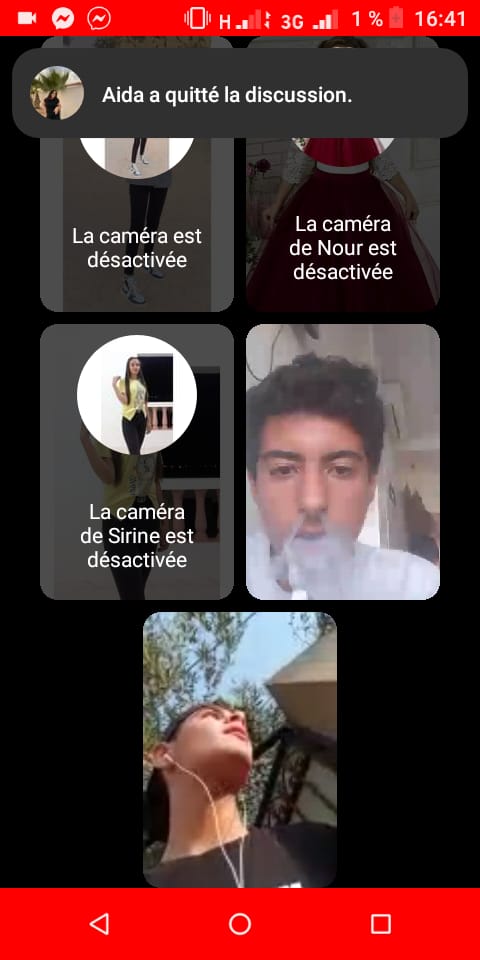 H 3G 1 % 16:41
Aida a quitté la discussion.
La caméra est
désactivée
La caméra
de Nour est
désactivée
La caméra
de Sirine est
désactivée